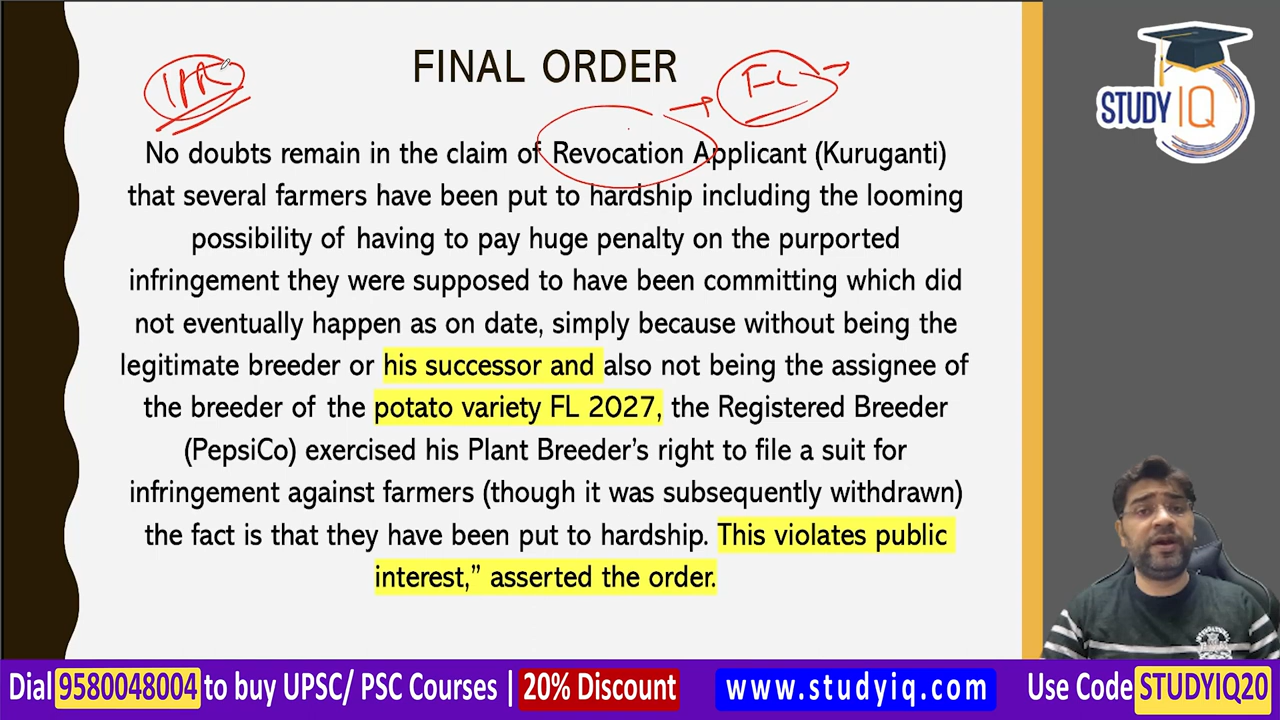 FINAL ORDER
IPR
FC
STUDY IQ
No doubts remain in the claim of Revocation Applicant (Kuruganti)
that several farmers have been put to hardship including the looming
possibility of having to pay huge penalty on the purported
infringement they were supposed to have been committing which did
not eventually happen as on date, simply because without being the
legitimate breeder or his successor and also not being the assignee of
the breeder of the potato variety FL 2027, the Registered Breeder
(PepsiCo) exercised his Plant Breeder's right to file a suit for
infringement against farmers (though it was subsequently withdrawn)
the fact is that they have been put to hardship. This violates public
interest,” asserted the order.
Dial 9580048004 to buy UPSC/ PSC Courses | 20% Discount www.studyiq.com Use Code STUDYIQ20